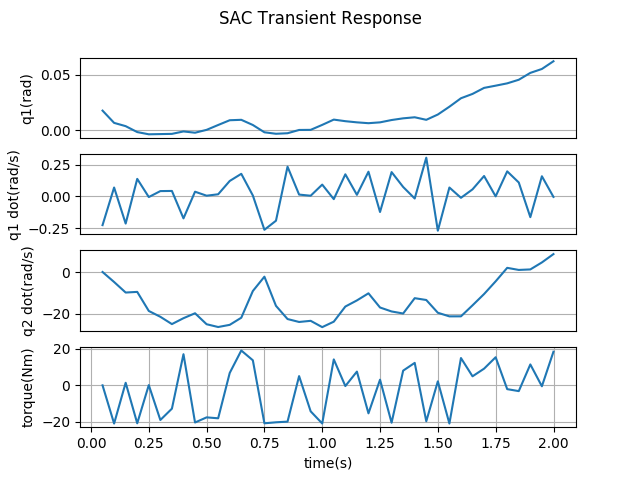 SAC Transient Response
q1(rad)
0.05
0.00
q1 dot(rad/s)
0.25
0.00
−0.25
q2 dot(rad/s)
0
−20
torque(Nm)
20
0
−20
0.00 0.25 0.50 0.75 1.00 1.25 1.50 1.75 2.00
time(s)